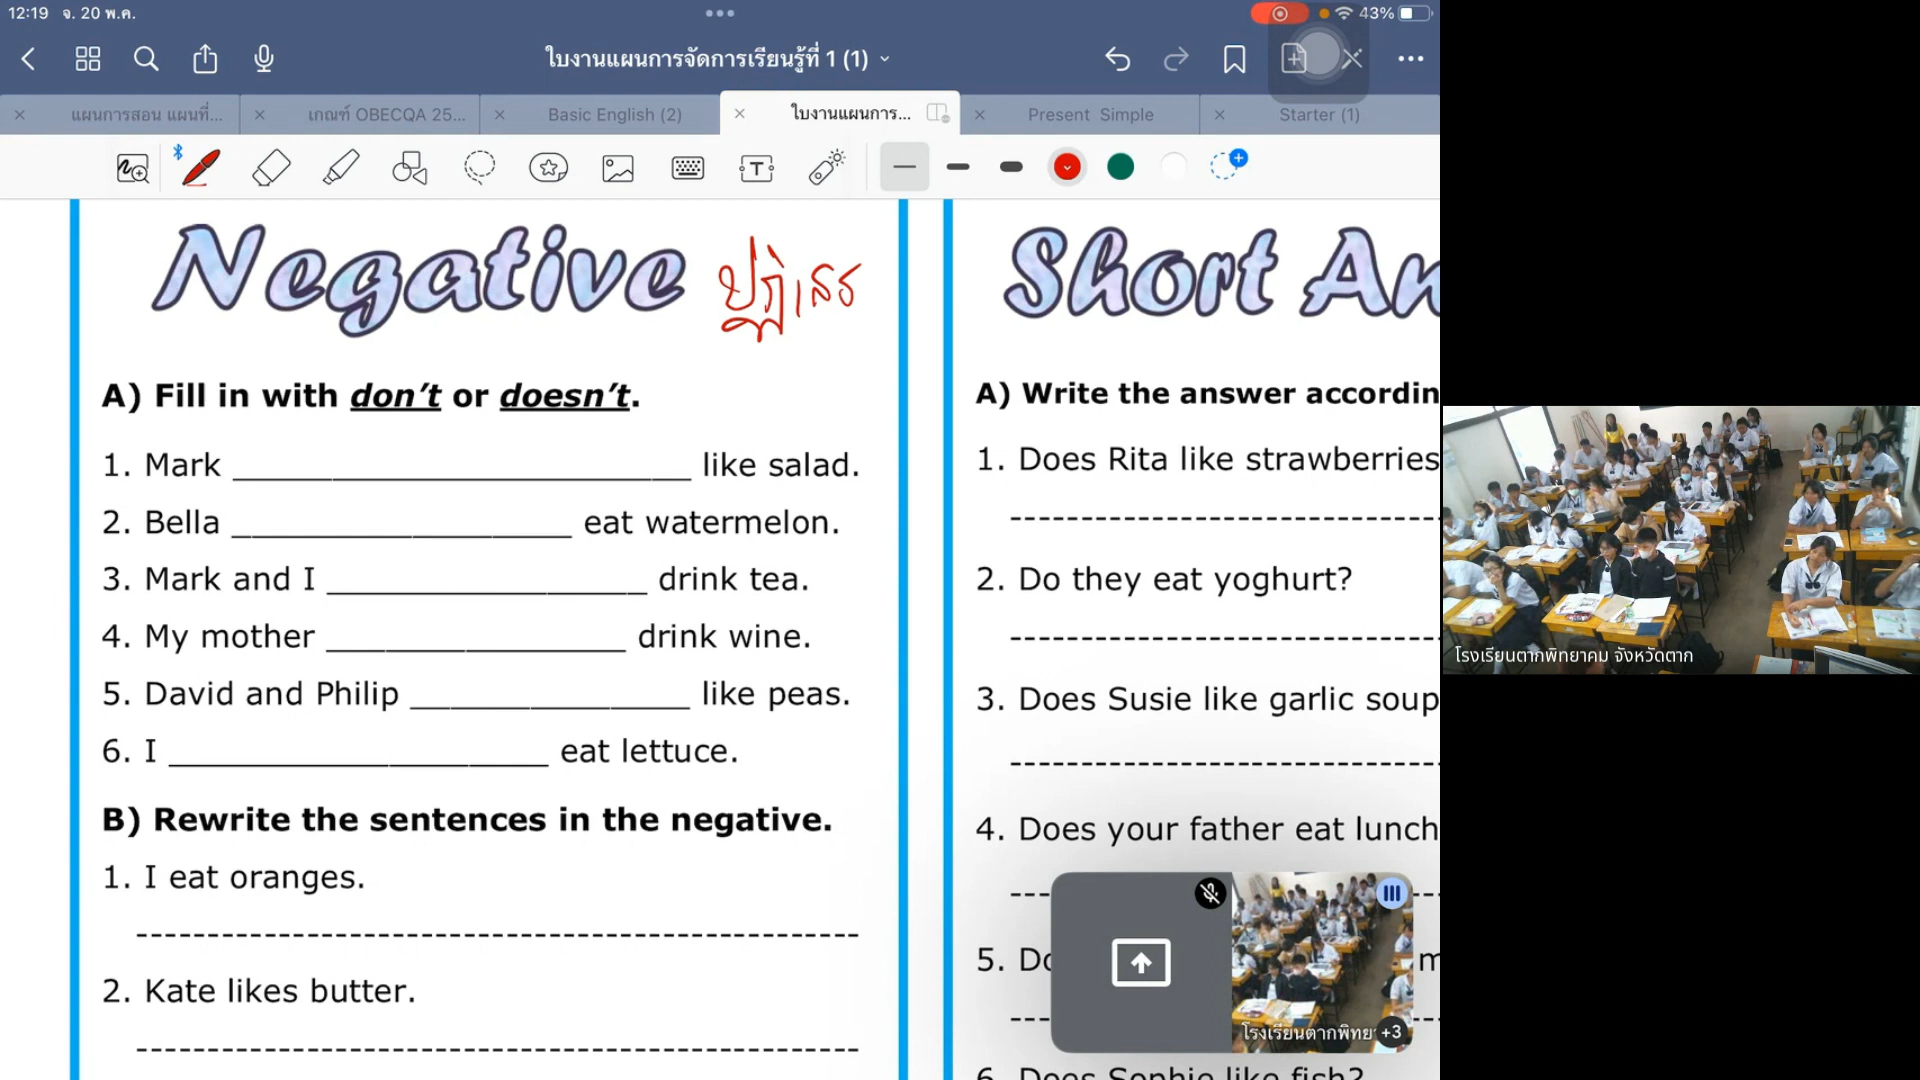 12:19 จ. 20 พ.ค.
43%
ใบงานแผนการจัดการเรียนรู้ที่ 1 (1)
แผนการสอน แผนที่...
เกณฑ์ OBECQA 25...
Basic English (2)
ใบงานแผนการ...
Present Simple
Starter (1)
Negative ปฏิเสธ
A) Fill in with don't or doesn't.
1. Mark _______________________ like salad.
2. Bella _________________ eat watermelon.
3. Mark and I ________________ drink tea.
4. My mother _______________ drink wine.
5. David and Philip ______________ like peas.
6. I ___________________ eat lettuce.
B) Rewrite the sentences in the negative.
1. I eat oranges.
2. Kate likes butter.
Short An
A) Write the answer accordin
1. Does Rita like strawberries
2. Do they eat yoghurt?
3. Does Susie like garlic soup
4. Does your father eat lunch
5. Do
m
6. Does Sophie like fish?
โรงเรียนตากพิทย
+3
โรงเรียนตากพิทยาคม จังหวัดตาก